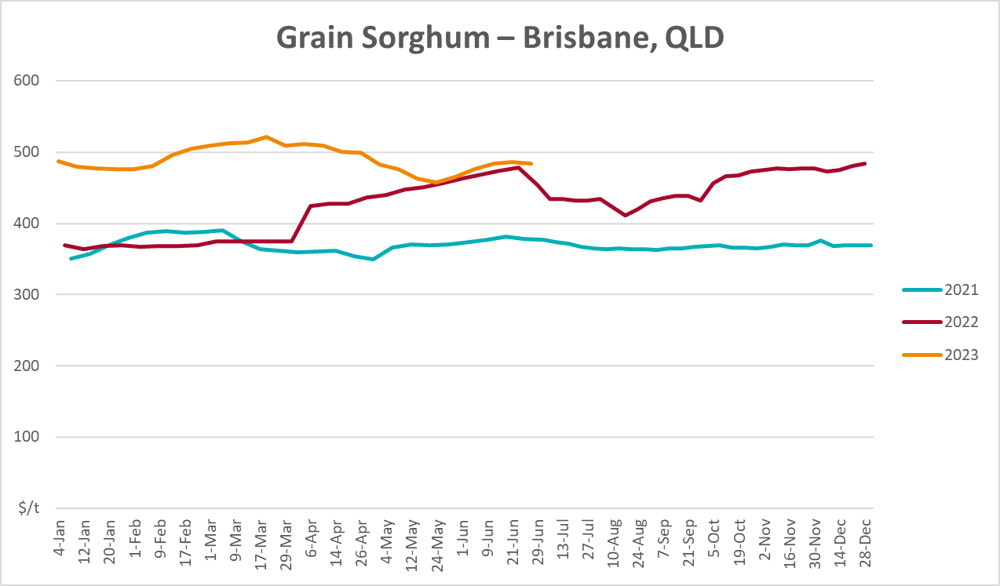 Grain Sorghum – Brisbane, QLD
600
500
400
300
200
100
$/t
4-Jan
12-Jan
20-Jan
1-Feb
9-Feb
17-Feb
1-Mar
9-Mar
17-Mar
29-Mar
6-Apr
14-Apr
26-Apr
4-May
12-May
24-May
1-Jun
9-Jun
21-Jun
29-Jun
13-Jul
27-Jul
10-Aug
24-Aug
7-Sep
21-Sep
5-Oct
19-Oct
2-Nov
16-Nov
30-Nov
14-Dec
28-Dec
2021
2022
2023